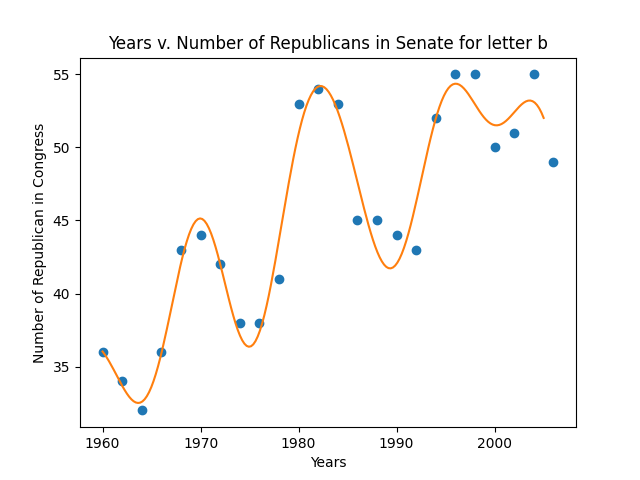 Years v. Number of Republicans in Senate for letter b
Number of Republican in Congress
55
50
45
40
35
1960 1970 1980 1990 2000
Years